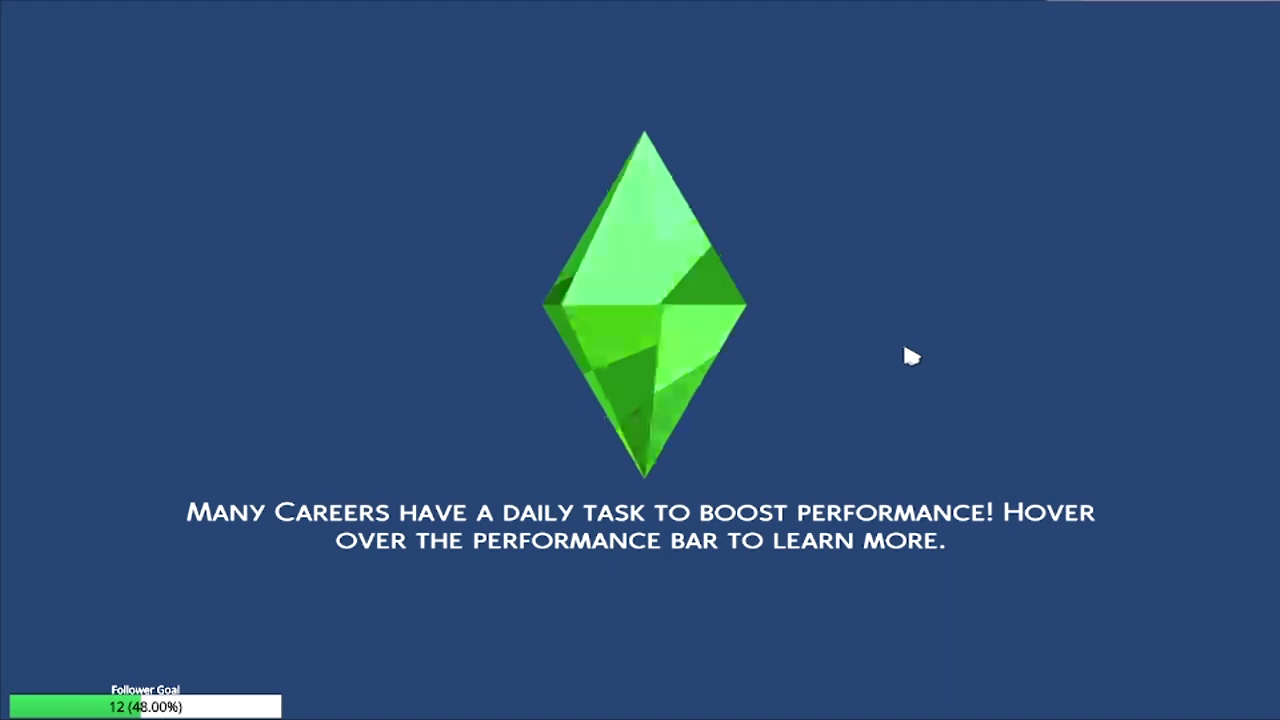 Many Careers have a daily task to boost performance! Hover
over the performance bar to learn more.
Follower Goal
12 (48.00%)